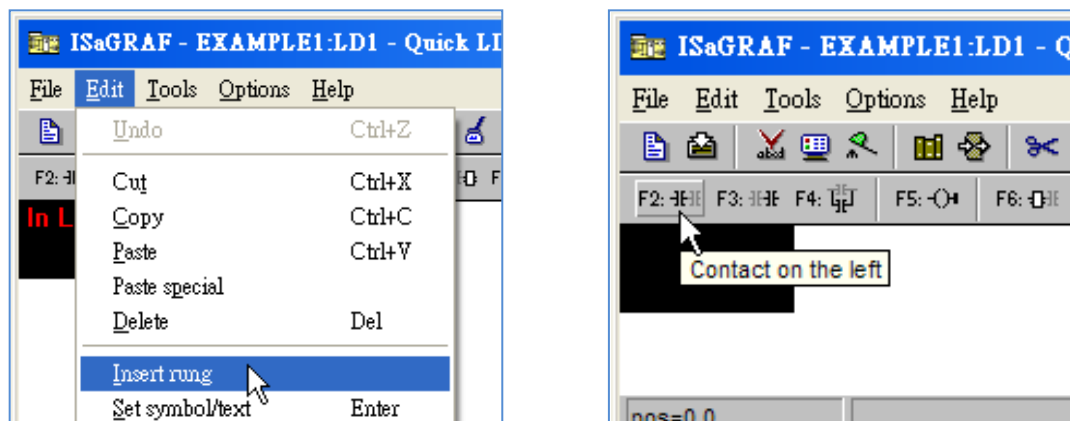 ISaGRAF - EXAMPLE1:LD1 - Quick LD
File Edit Tools Options Help
Undo Ctrl+Z
F2:
Cut Ctrl+X
In L
Copy Ctrl+C
Paste Ctrl+V
Paste special
Delete Del
Insert rung
Set symbol/text Enter
ISaGRAF - EXAMPLE1:LD1 - Q
File Edit Tools Options Help
abcd
F2: F3: F4: F5: F6:
Contact on the left
pos=0,0